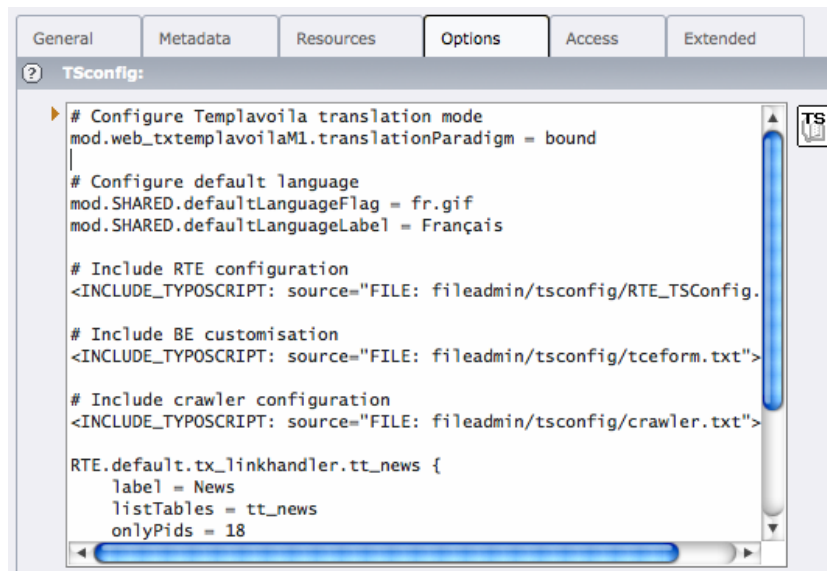 General Metadata Resources Options Access Extended
? TSconfig:
# Configure Templavoila translation mode
mod.web_txtemplavoilaM1.translationParadigm = bound
# Configure default language
mod.SHARED.defaultLanguageFlag = fr.gif
mod.SHARED.defaultLanguageLabel = Français
# Include RTE configuration
<INCLUDE_TYPOSCRIPT: source="FILE: fileadmin/tsconfig/RTE_TSConfig.
# Include BE customisation
<INCLUDE_TYPOSCRIPT: source="FILE: fileadmin/tsconfig/tceform.txt">
# Include crawler configuration
<INCLUDE_TYPOSCRIPT: source="FILE: fileadmin/tsconfig/crawler.txt">
RTE.default.tx_linkhandler.tt_news {
label = News
listTables = tt_news
onlyPids = 18
TS